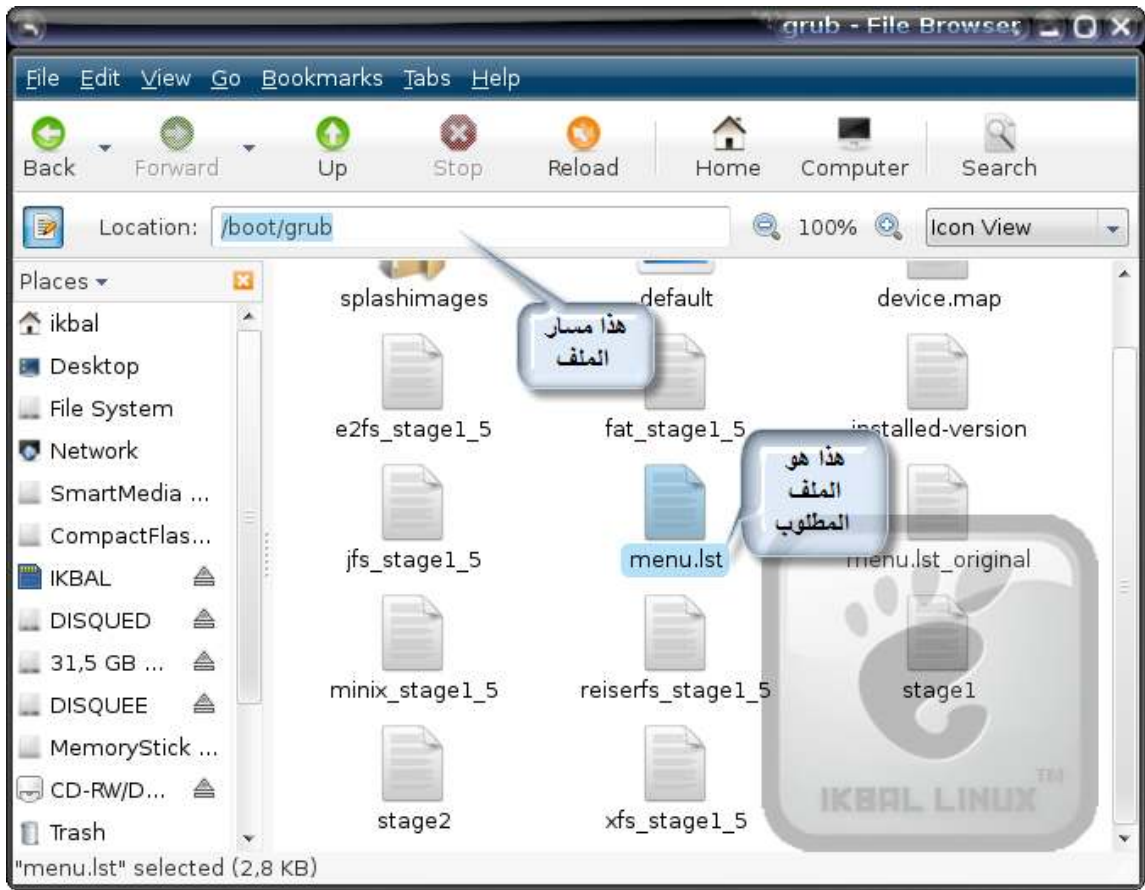 grub - File Browser
File Edit View Go Bookmarks Tabs Help
Back Forward Up Stop Reload Home Computer Search
Location: /boot/grub 100% Icon View
Places
ikbal
Desktop
File System
Network
SmartMedia ...
CompactFlas...
IKBAL
DISQUED
31,5 GB ...
DISQUEE
MemoryStick ...
CD-RW/D...
Trash
splashimages default device.map
هذا مسار
الملف
e2fs_stage1_5 fat_stage1_5 installed-version
هذا هو
الملف
المطلوب
jfs_stage1_5 menu.lst menu.lst_original
minix_stage1_5 reiserfs_stage1_5 stage1
stage2 xfs_stage1_5
IKBAL LINUX
TM
"menu.lst" selected (2,8 KB)